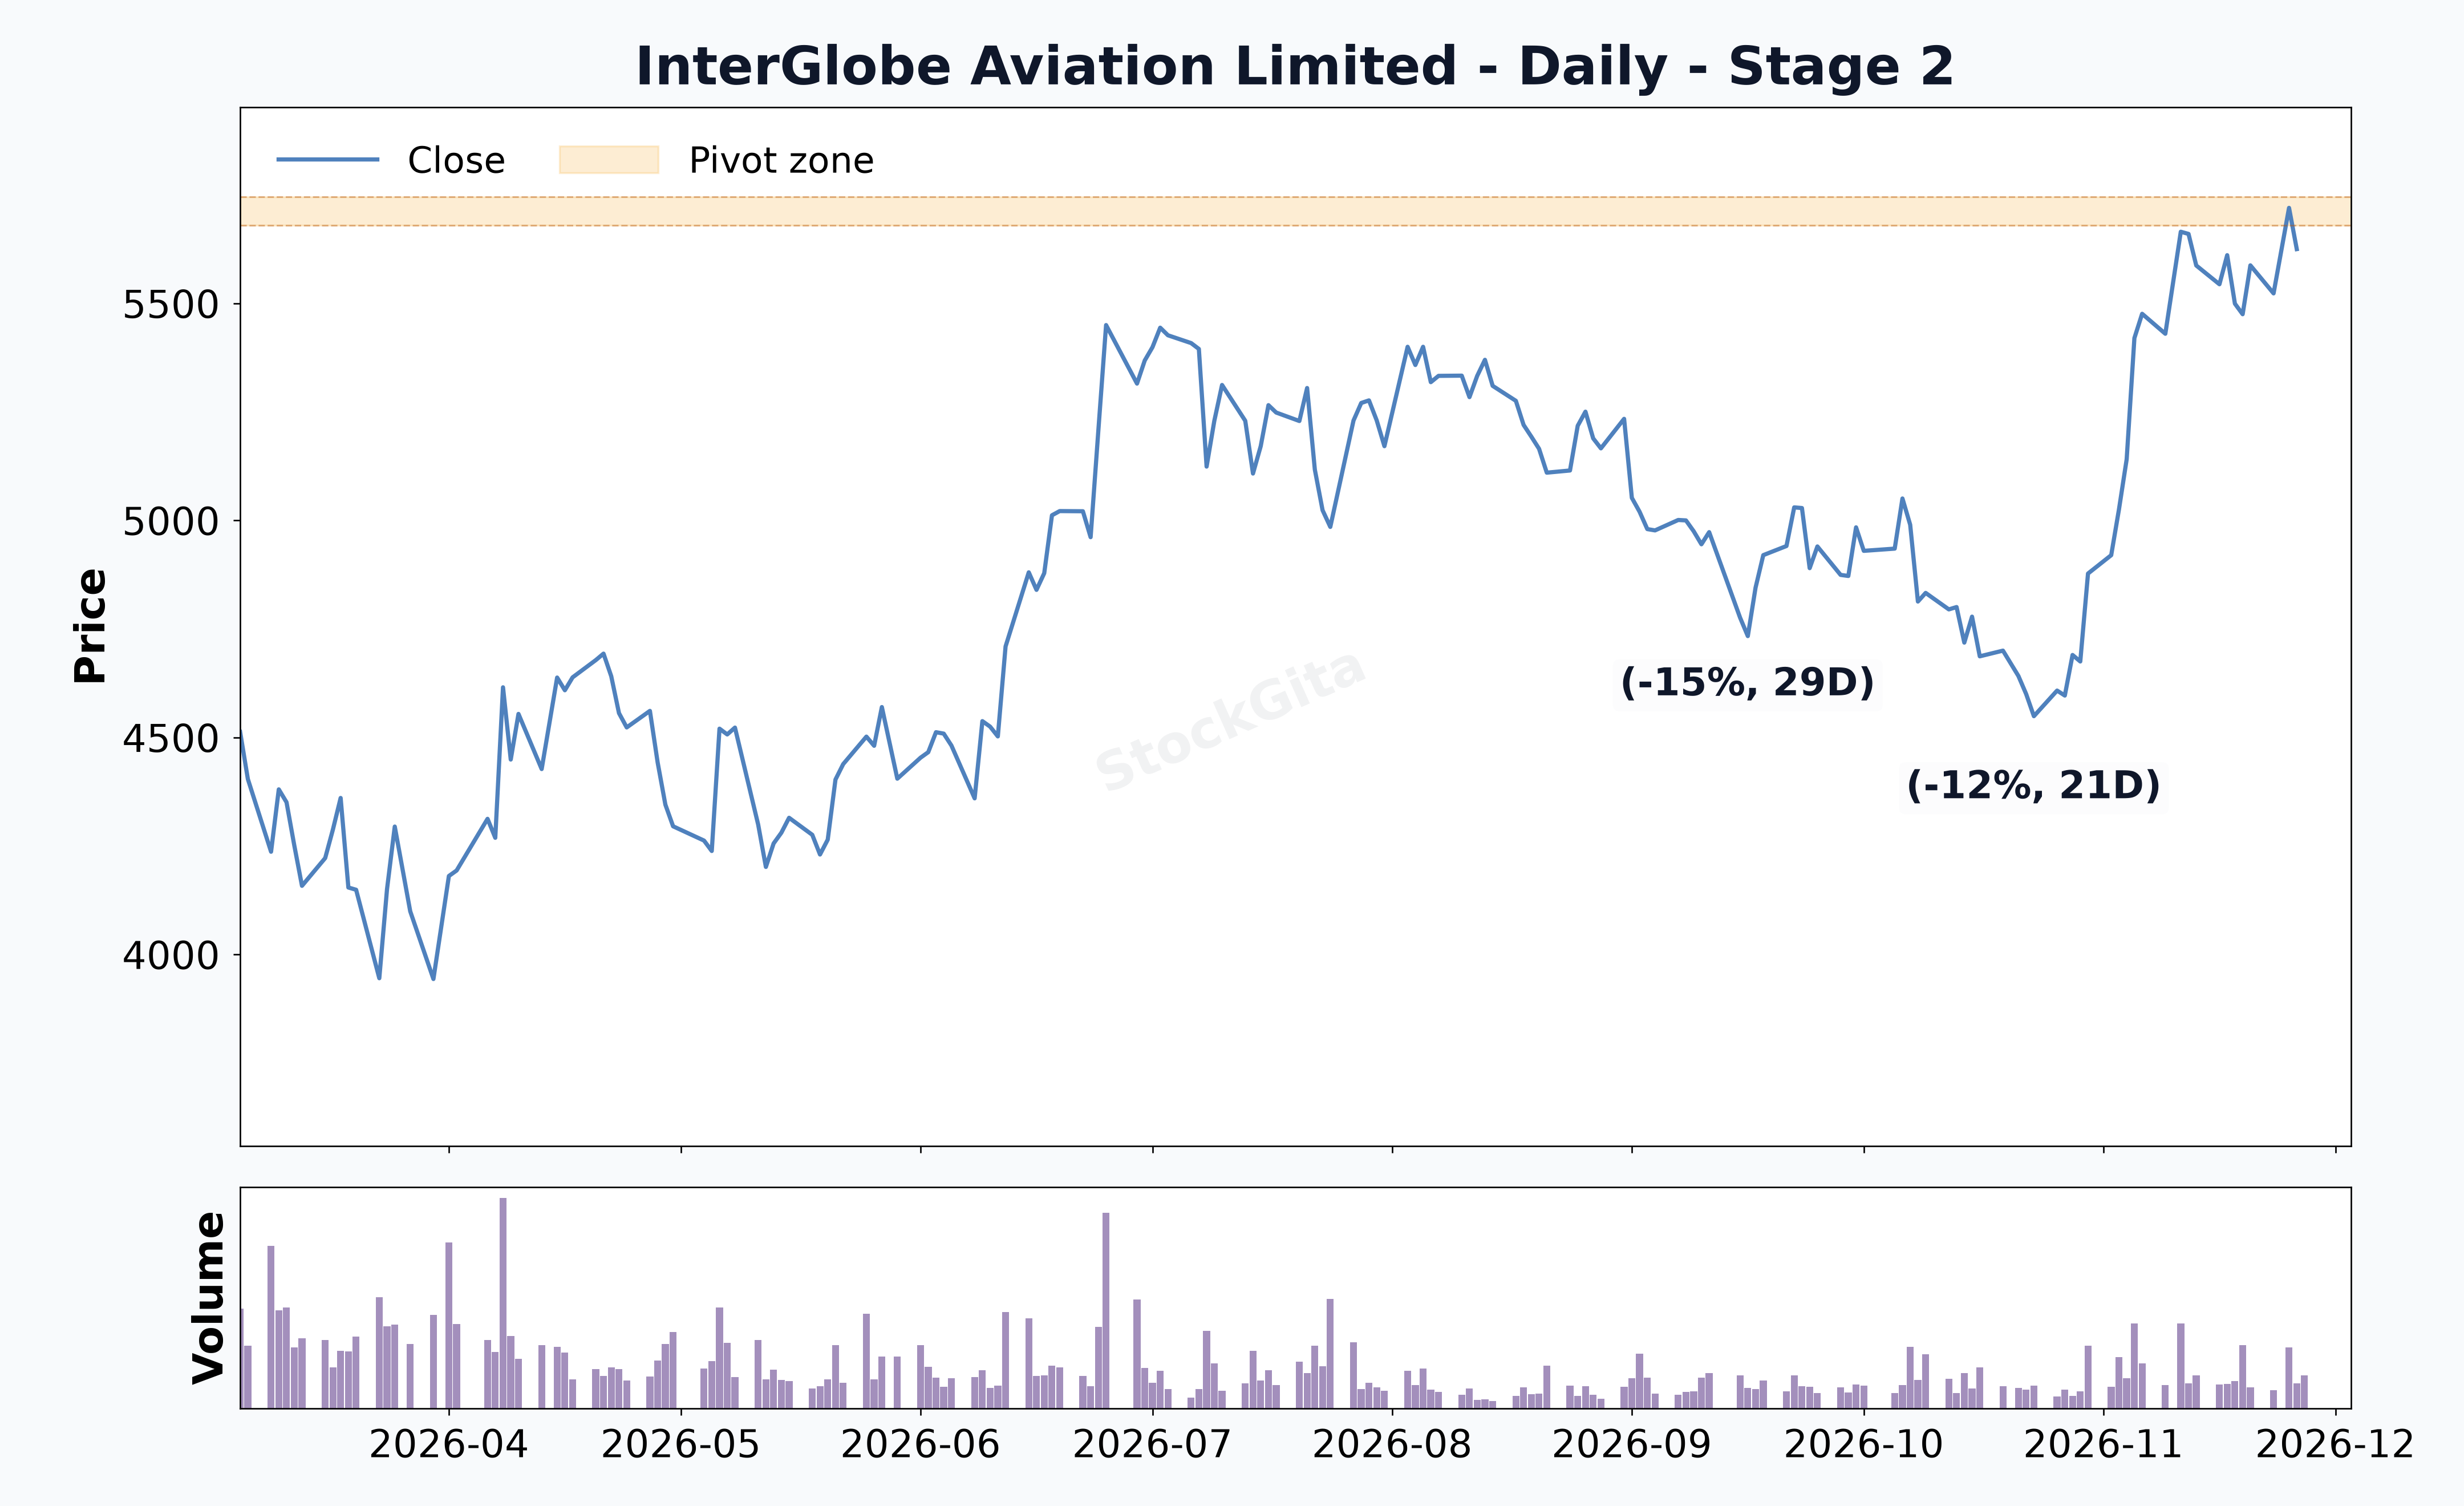 InterGlobe Aviation Limited - Daily - Stage 2
Close
Pivot zone
5500
5000
4500
4000
Price
StockGita
(-15%, 29D)
(-12%, 21D)
Volume
2026-04
2026-05
2026-06
2026-07
2026-08
2026-09
2026-10
2026-11
2026-12